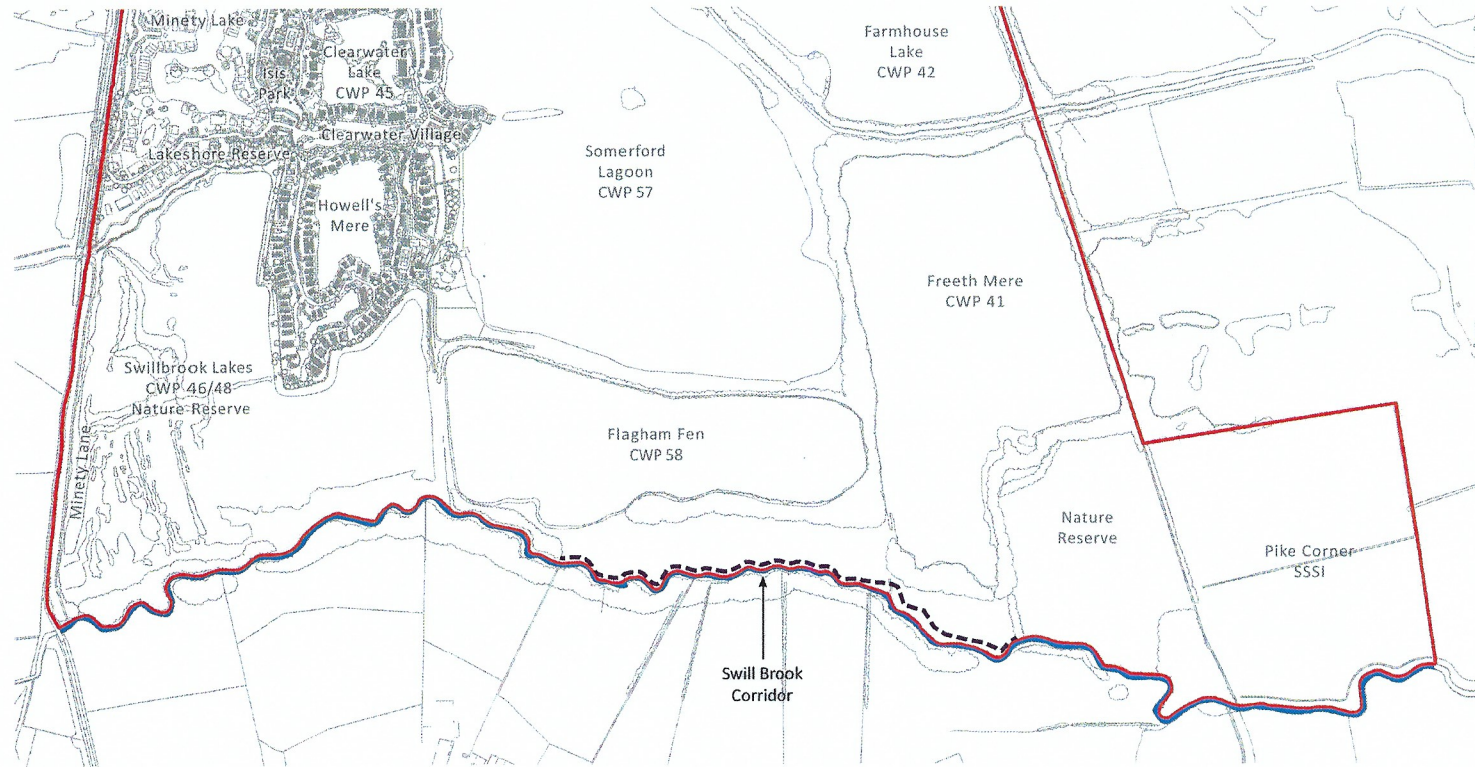 Minety Lake
Isis
Park
Clearwater
Lake
CWP 45
Clearwater Village
Lakeshore Reserve
Howell's
Mere
Farmhouse
Lake
CWP 42
Somerford
Lagoon
CWP 57
Freeth Mere
CWP 41
Swillbrook Lakes
CWP 46/48
Nature Reserve
Minety Lane
Flagham Fen
CWP 58
Nature
Reserve
Pike Corner
SSSI
Swill Brook
Corridor